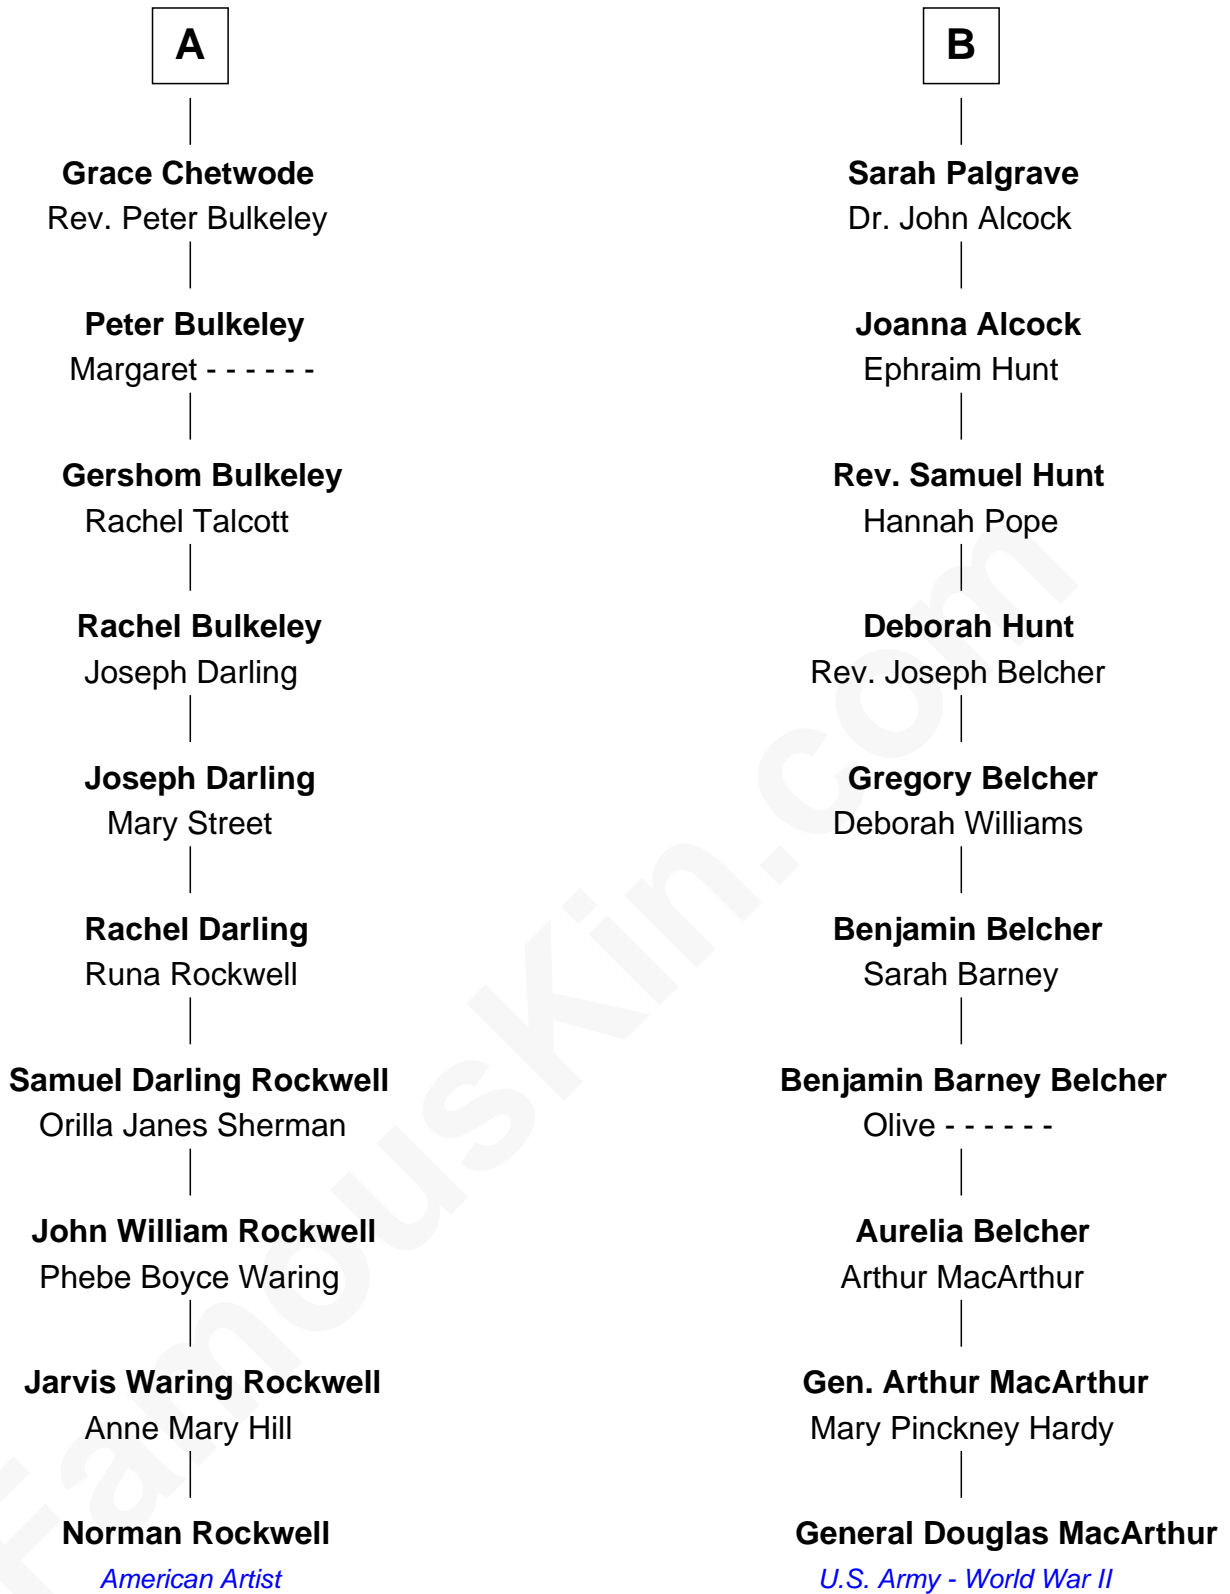 A
Grace Chetwode
Rev. Peter Bulkeley
Peter Bulkeley
Margaret - - - - - -
Gershom Bulkeley
Rachel Talcott
Rachel Bulkeley
Joseph Darling
Joseph Darling
Mary Street
Rachel Darling
Runa Rockwell
Samuel Darling Rockwell
Orilla Janes Sherman
John William Rockwell
Phebe Boyce Waring
Jarvis Waring Rockwell
Anne Mary Hill
Norman Rockwell
American Artist
B
Sarah Palgrave
Dr. John Alcock
Joanna Alcock
Ephraim Hunt
Rev. Samuel Hunt
Hannah Pope
Deborah Hunt
Rev. Joseph Belcher
Gregory Belcher
Deborah Williams
Benjamin Belcher
Sarah Barney
Benjamin Barney Belcher
Olive - - - - - -
Aurelia Belcher
Arthur MacArthur
Gen. Arthur MacArthur
Mary Pinckney Hardy
General Douglas MacArthur
U.S. Army - World War II
FamousKin.com